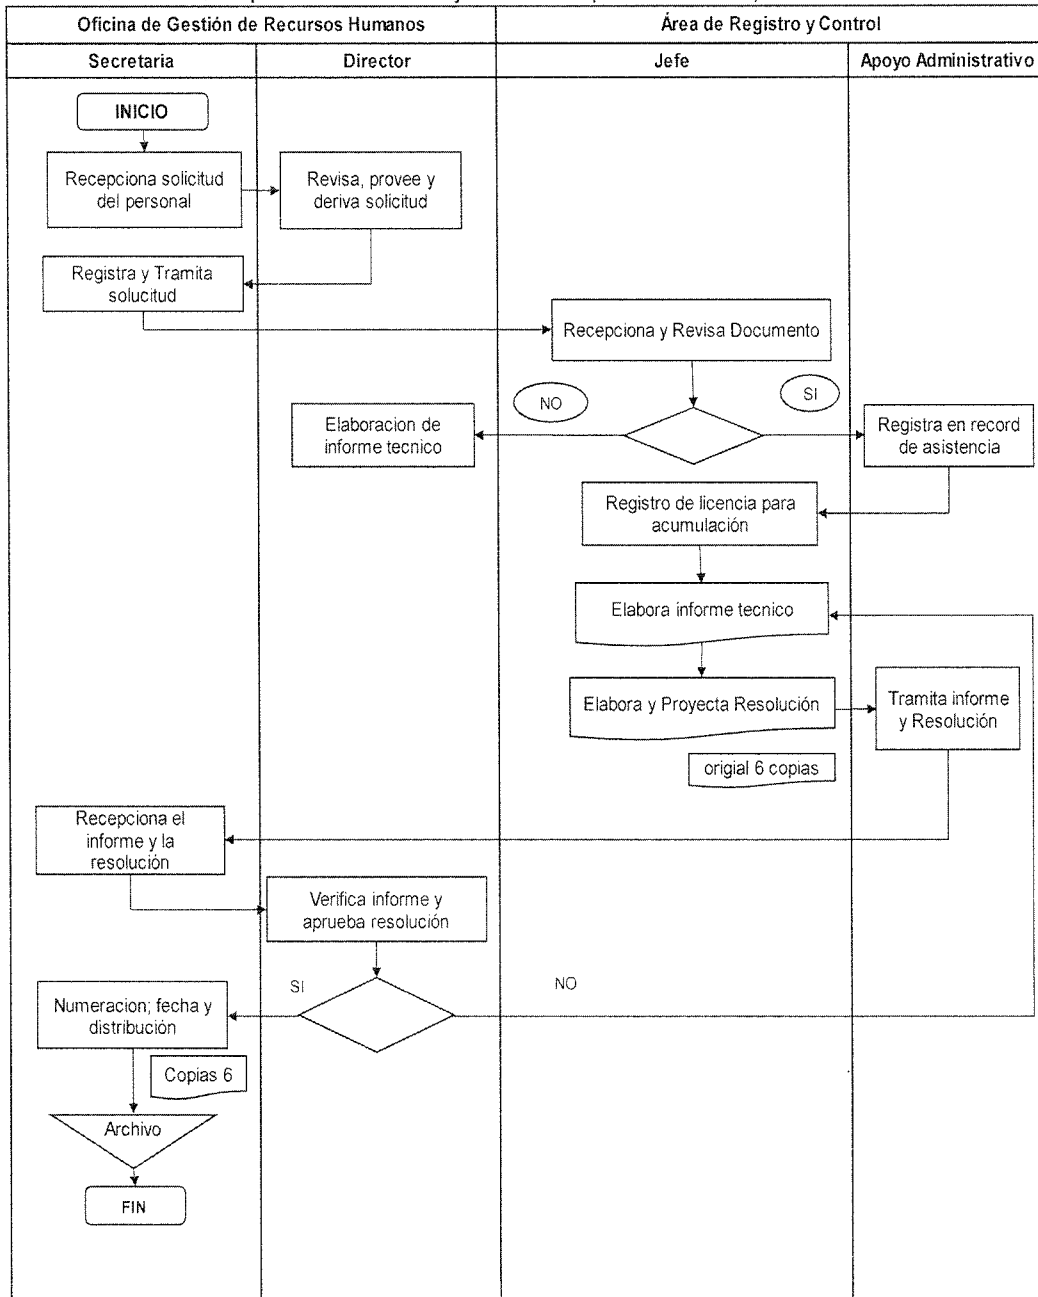 Oficina de Gestión de Recursos Humanos
Área de Registro y Control
Secretaria
Director
Jefe
Apoyo Administrativo
INICIO
Recepciona solicitud
del personal
Revisa, provee y
deriva solicitud
Registra y Tramita
solucitud
Recepciona y Revisa Documento
NO
SI
Elaboracion de
informe tecnico
Registra en record
de asistencia
Registro de licencia para
acumulación
Elabora informe tecnico
Elabora y Proyecta Resolución
Tramita informe
y Resolución
origial 6 copias
Recepciona el
informe y la
resolución
Verifica informe y
aprueba resolución
SI
NO
Numeracion; fecha y
distribución
Copias 6
Archivo
FIN